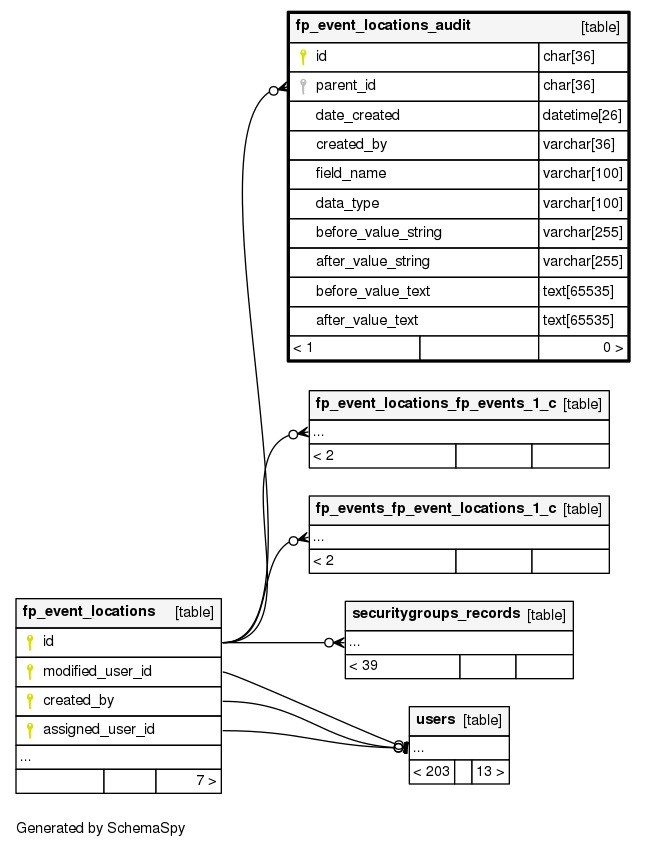 fp_event_locations_audit [table]
id char[36]
parent_id char[36]
date_created datetime[26]
created_by varchar[36]
field_name varchar[100]
data_type varchar[100]
before_value_string varchar[255]
after_value_string varchar[255]
before_value_text text[65535]
after_value_text text[65535]
< 1 0 >
fp_event_locations_fp_events_1_c [table]
...
< 2
fp_events_fp_event_locations_1_c [table]
...
< 2
fp_event_locations [table]
id
modified_user_id
created_by
assigned_user_id
...
7 >
securitygroups_records [table]
...
< 39
users [table]
...
< 203 13 >
Generated by SchemaSpy